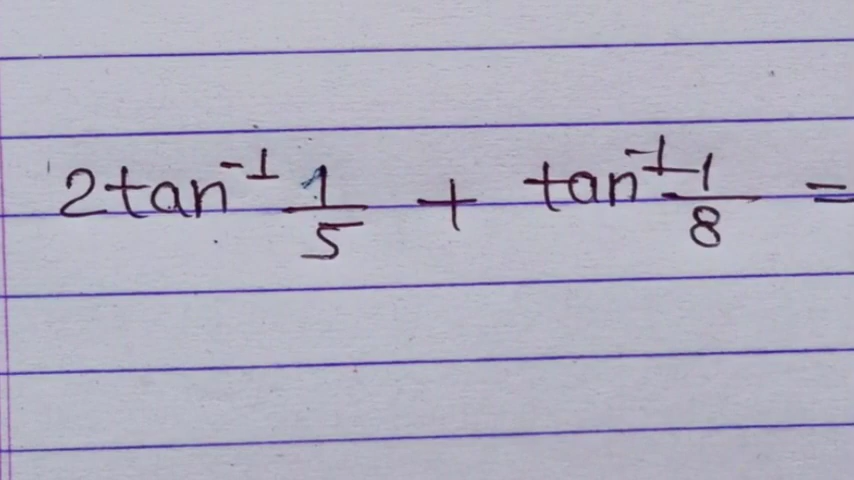 2tan⁻¹ 1/5 + tan⁻¹ 1/8 =